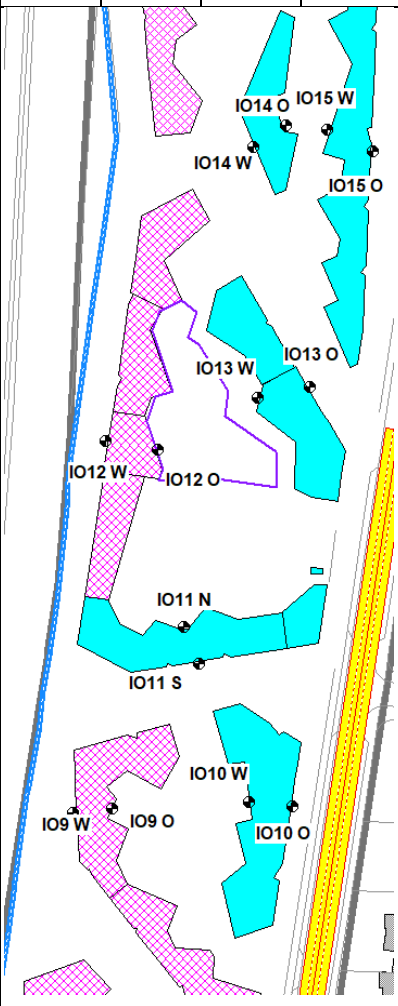 IO14 O
IO15 W
IO14 W
IO15 O
IO13 W
IO13 O
IO12 W
IO12 O
IO11 N
IO11 S
IO10 W
IO9 W
IO9 O
IO10 O